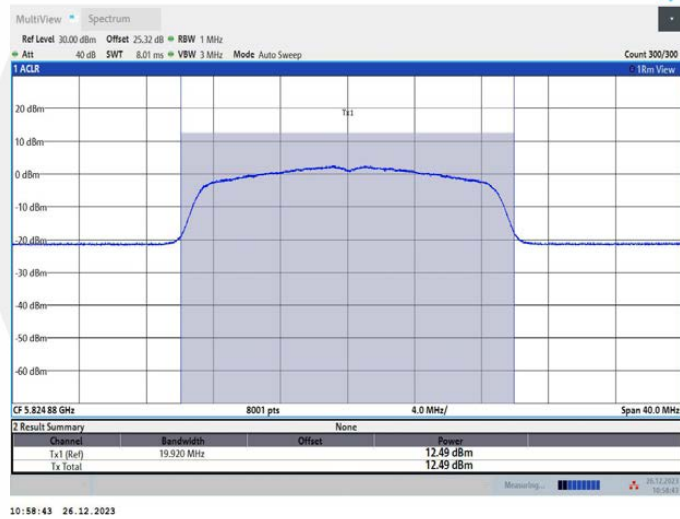 MultiView Spectrum
Ref Level 30.00 dBm Offset 25.32 dB RBW 1 MHz
Att 40 dB SWT 8.01 ms VBW 3 MHz Mode Auto Sweep Count 300/300
1 ACLR 1Rm View
Tx1
20 dBm
10 dBm
0 dBm
-10 dBm
-20 dBm
-30 dBm
-40 dBm
-50 dBm
-60 dBm
CF 5.824 88 GHz 8001 pts 4.0 MHz/ Span 40.0 MHz
2 Result Summary None
Channel Bandwidth Offset Power
Tx1 (Ref) 19.920 MHz 12.49 dBm
Tx Total 12.49 dBm
Measuring... 26.12.2023
10:58:43
10:58:43 26.12.2023